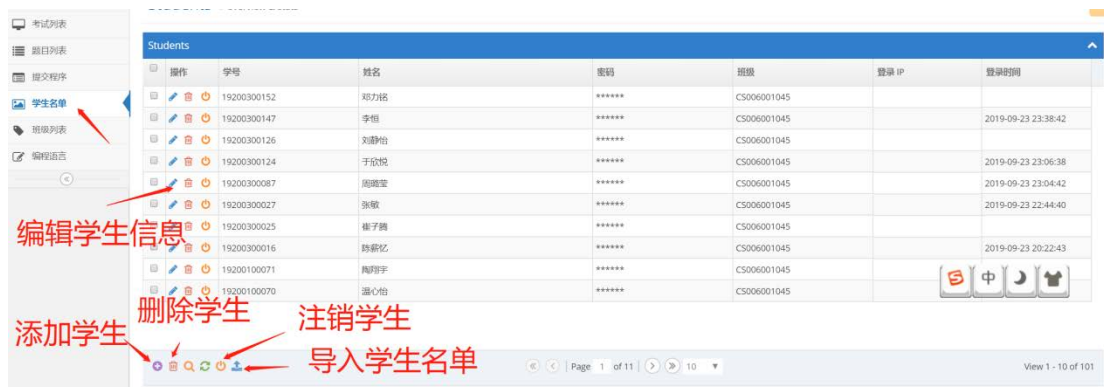 考试列表
题目列表
提交程序
学生名单
班级列表
编程语言
Students
操作 学号 姓名 密码 班级 登录 IP 登录时间
19200300152 邓力铭 ****** CS006001045
19200300147 李恒 ****** CS006001045 2019-09-23 23:38:42
19200300126 刘静怡 ****** CS006001045
19200300124 于欣悦 ****** CS006001045 2019-09-23 23:06:38
19200300087 周璐莹 ****** CS006001045 2019-09-23 23:04:42
19200300027 张敏 ****** CS006001045 2019-09-23 22:44:40
19200300025 崔子腾 ****** CS006001045
19200300016 陈薪忆 ****** CS006001045 2019-09-23 20:22:43
19200100071 陶翔宇 ****** CS006001045
19200100070 温心怡 ****** CS006001045
编辑学生信息
中
删除学生
注销学生
添加学生
导入学生名单
Page 1 of 11 10
View 1 - 10 of 101